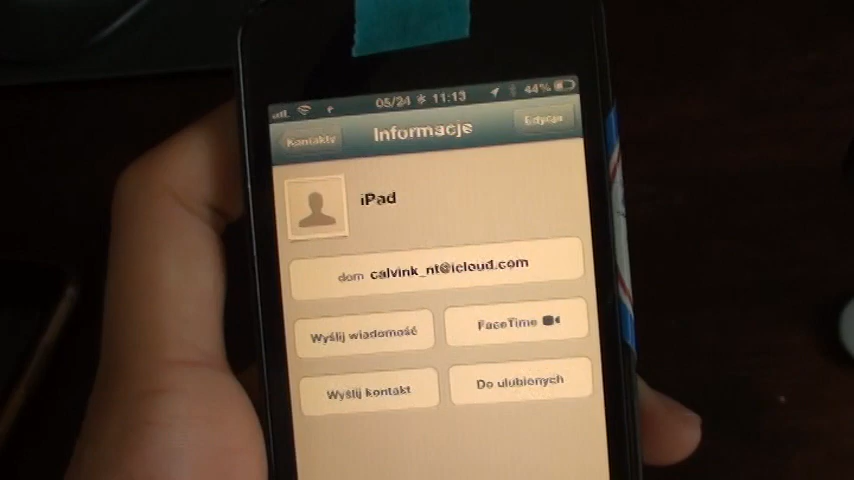 05/24 11:13 44%
Kontakty Informacje Edycja
iPad
dom calvink_nt@icloud.com
Wyślij wiadomość FaceTime
Wyślij kontakt Do ulubionych